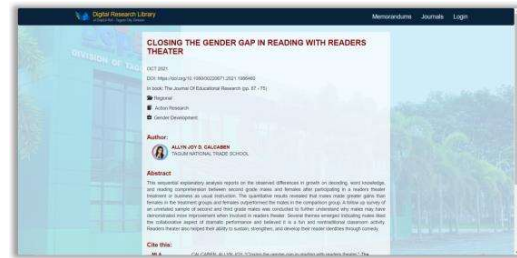 Digital Research Library
Memorandums Journals Login
CLOSING THE GENDER GAP IN READING WITH READERS
THEATER
OCT 2021
In book: The Journal Of Educational Research (pp. 67 - 75)
Regional
Action Research
Gender Development
Author:
ALLYN JOY D. CALCABEN
TAGUM NATIONAL TRADE SCHOOL
Abstract
This sequential explanatory analysis reports on the observed differences in growth on decoding, word knowledge,
and reading comprehension between second grade males and females after participating in a readers theater
treatment or business as usual instruction. The quantitative results revealed that males made greater gains than
females in the treatment groups and females outperformed the males in the comparison group. A follow up survey of
an unrelated sample of second and third grade males was conducted to further understand why males may have
demonstrated more improvement when involved in readers theater. Several themes emerged indicating males liked
the collaborative aspect of dramatic performance and believed it is a fun and nontraditional classroom activity.
Readers theater also helped their ability to sustain, strengthen, and develop their reader identities through comedy.
Cite this:
MLA